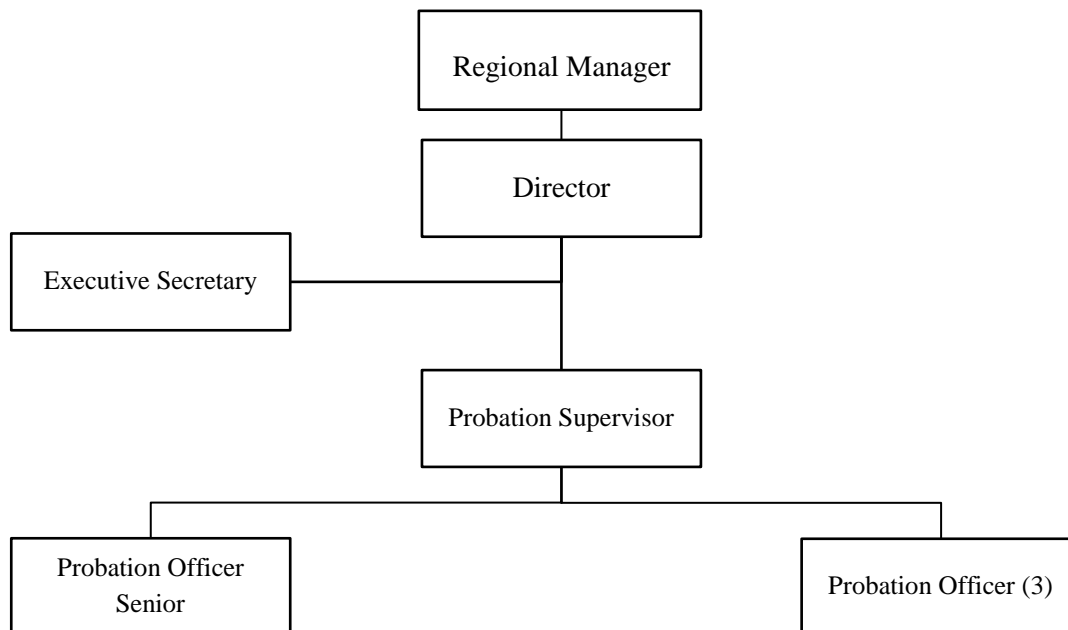 Regional Manager
Director
Executive Secretary
Probation Supervisor
Probation Officer
Senior
Probation Officer (3)